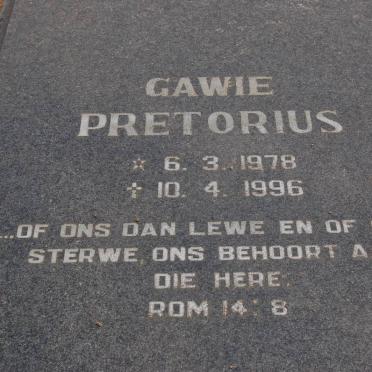 GAWIE
PRETORIUS
☆ 6. 3. 1978
✝ 10. 4. 1996
...OF ONS DAN LEWE EN OF
STERWE, ONS BEHOORT A
DIE HERE.
ROM 14: 8